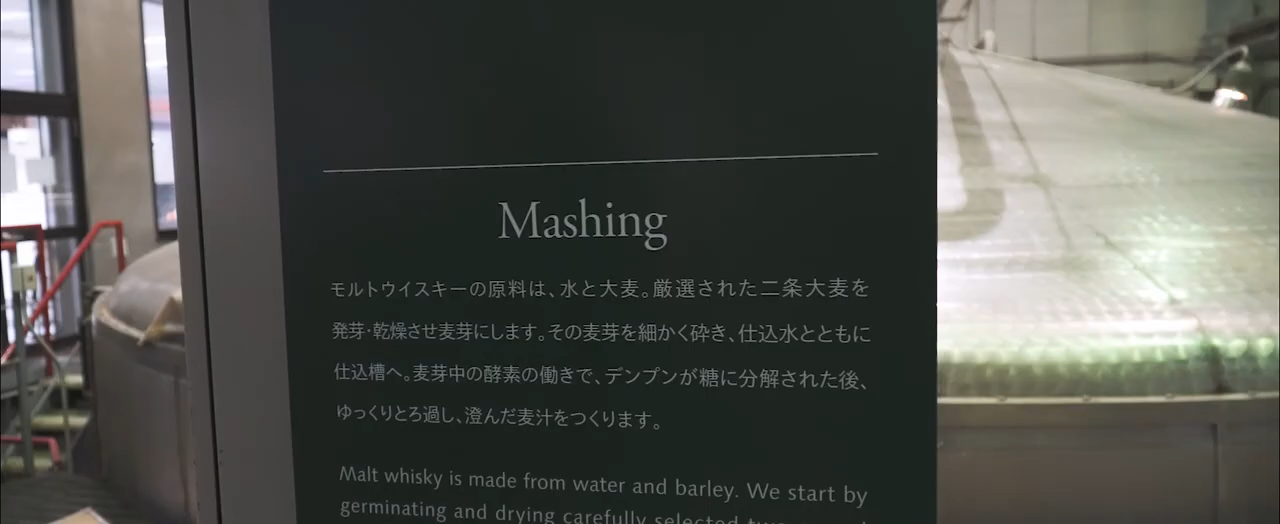 Mashing
モルトウイスキーの原料は、水と大麦。厳選された二条大麦を
発芽·乾燥させ麦芽にします。その麦芽を細かく砕き、仕込水とともに
仕込槽へ。麦芽中の酵素の働きで、デンプンが糖に分解された後、
ゆっくりとろ過し、澄んだ麦汁をつくります。
Malt whisky is made from water and barley. We start by
germinating and drying carefully selected